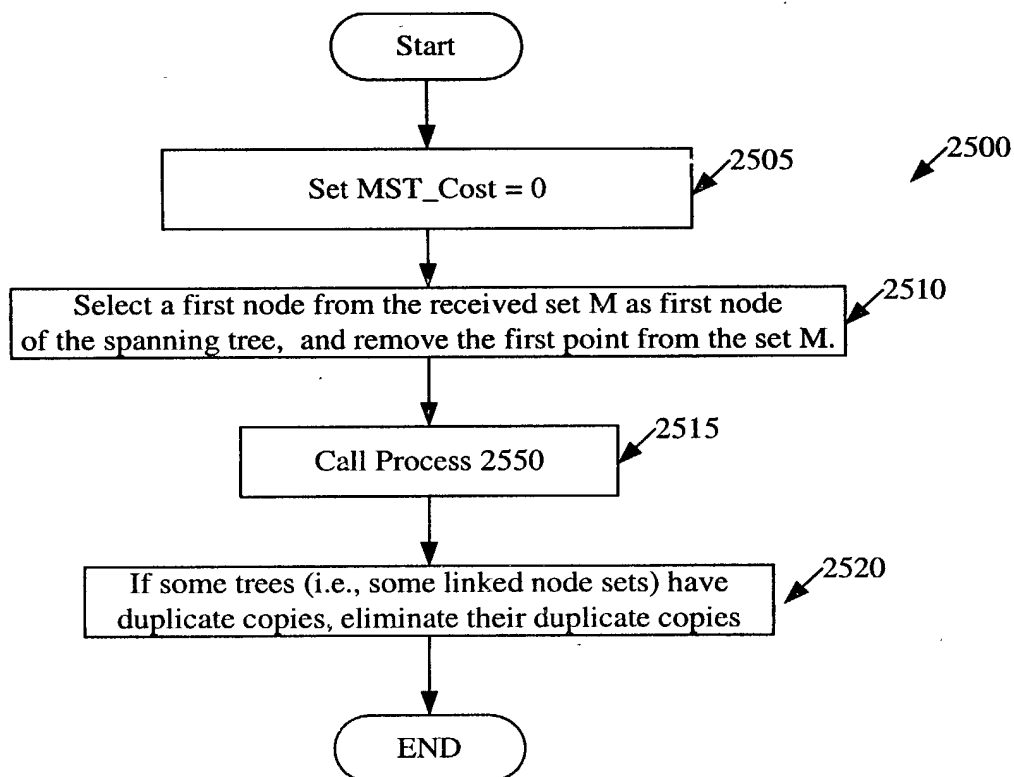 Start
2500
2505
Set MST_Cost = 0
2510
Select a first node from the received set M as first node
of the spanning tree, and remove the first point from the set M.
2515
Call Process 2550
2520
If some trees (i.e., some linked node sets) have
duplicate copies, eliminate their duplicate copies
END